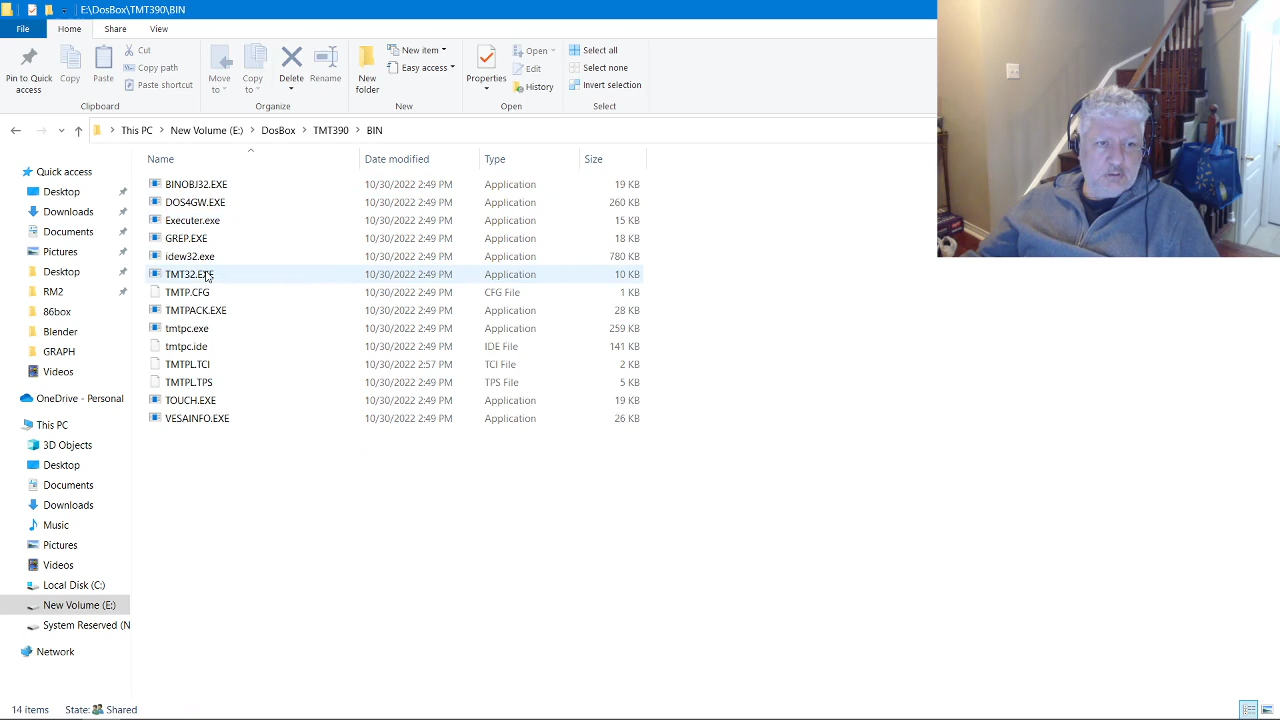 E:\DosBox\TMT390\BIN
File Home Share View
Pin to Quick access
Copy
Paste
Cut
Copy path
Paste shortcut
Clipboard
Move to
Copy to
Delete
Rename
Organize
New folder
New item
Easy access
New
Properties
Open
Edit
History
Open
Select all
Select none
Invert selection
Select
This PC New Volume (E:) DosBox TMT390 BIN
Name Date modified Type Size
BINOBJ32.EXE 10/30/2022 2:49 PM Application 19 KB
DOS4GW.EXE 10/30/2022 2:49 PM Application 260 KB
Executer.exe 10/30/2022 2:49 PM Application 15 KB
GREP.EXE 10/30/2022 2:49 PM Application 18 KB
idew32.exe 10/30/2022 2:49 PM Application 780 KB
TMT32.EXE 10/30/2022 2:49 PM Application 10 KB
TMTP.CFG 10/30/2022 2:49 PM CFG File 1 KB
TMTPACK.EXE 10/30/2022 2:49 PM Application 28 KB
tmtpc.exe 10/30/2022 2:49 PM Application 259 KB
tmtpc.ide 10/30/2022 2:49 PM IDE File 141 KB
TMTPL.TCI 10/30/2022 2:57 PM TCI File 2 KB
TMTPL.TPS 10/30/2022 2:49 PM TPS File 5 KB
TOUCH.EXE 10/30/2022 2:49 PM Application 19 KB
VESAINFO.EXE 10/30/2022 2:49 PM Application 26 KB
Quick access
Desktop
Downloads
Documents
Pictures
Desktop
RM2
86box
Blender
GRAPH
Videos
OneDrive - Personal
This PC
3D Objects
Desktop
Documents
Downloads
Music
Pictures
Videos
Local Disk (C:)
New Volume (E:)
System Reserved (N
Network
14 items State: Shared